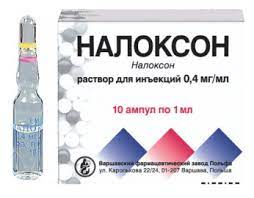 НАЛОКСОН
Налоксон
раствор для инъекций 0,4 мг/мл
10 ампул по 1 мл
Варшавский фармацевтический завод Польфа
ул. Каролькова 22/24, 01-207 Варшава, Польша